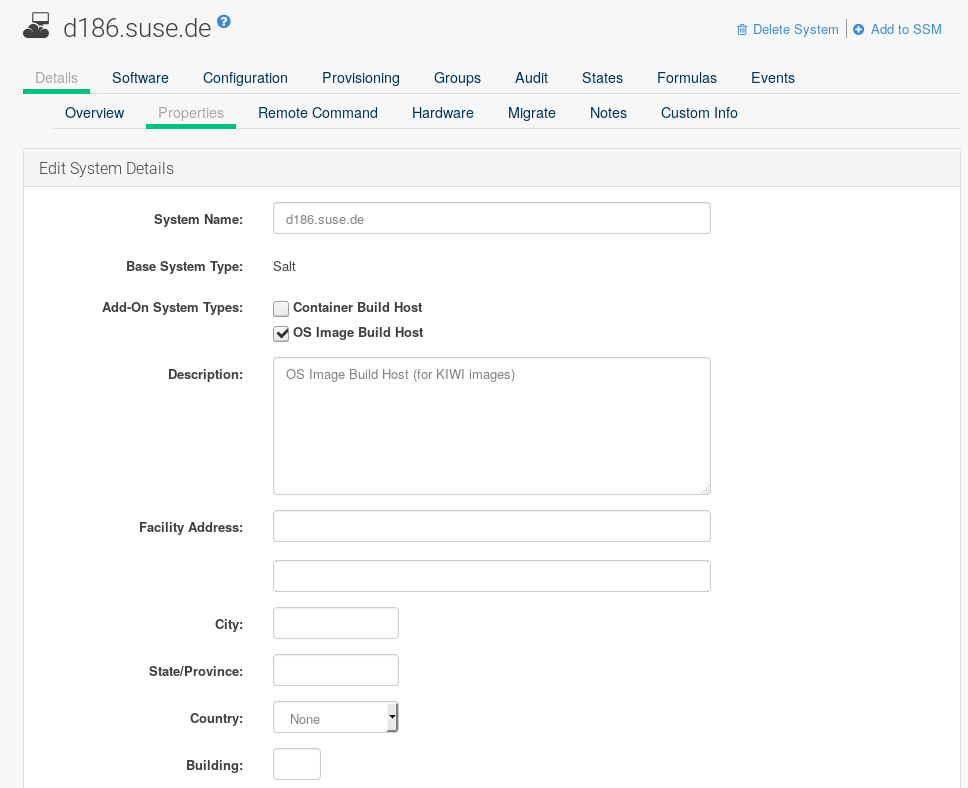 d186.suse.de
Delete System
Add to SSM
Details Software Configuration Provisioning Groups Audit States Formulas Events
Overview Properties Remote Command Hardware Migrate Notes Custom Info
Edit System Details
System Name: d186.suse.de
Base System Type: Salt
Add-On System Types: Container Build Host
OS Image Build Host
Description: OS Image Build Host (for KIWI images)
Facility Address:
City:
State/Province:
Country: None
Building: